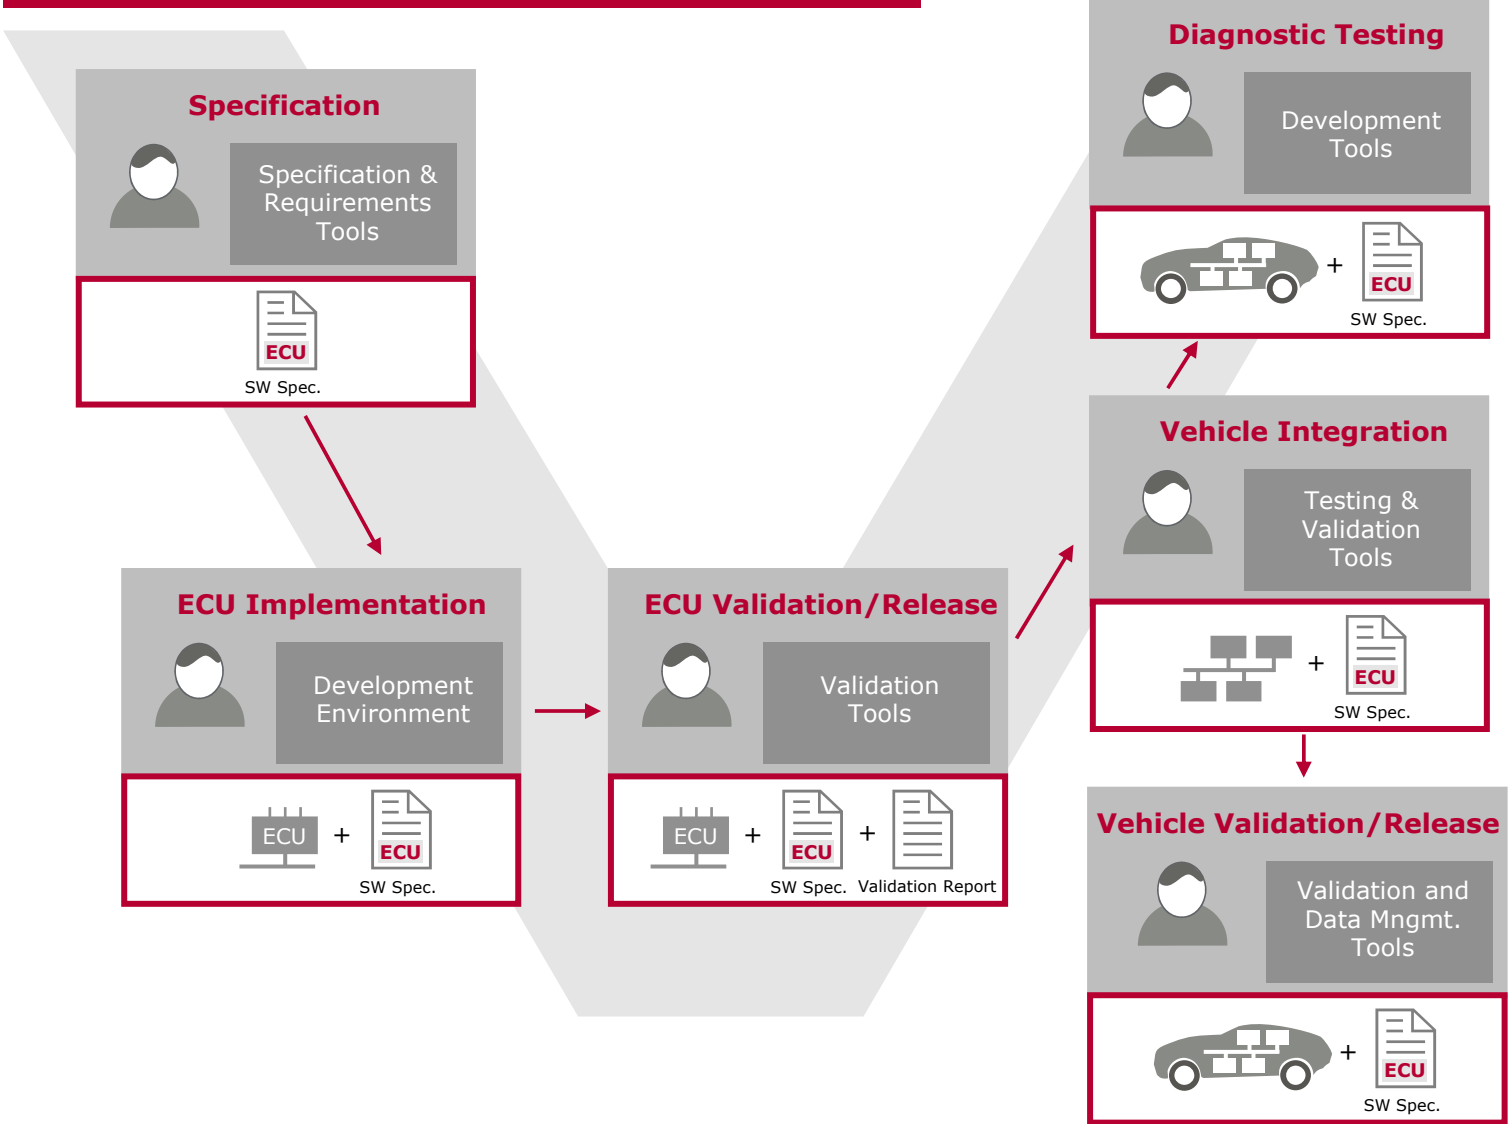 Specification
Specification &
Requirements
Tools
ECU
SW Spec.
ECU Implementation
Development
Environment
ECU
+
ECU
SW Spec.
ECU Validation/Release
Validation
Tools
ECU
+
ECU
+
SW Spec.
Validation Report
Diagnostic Testing
Development
Tools
+
ECU
SW Spec.
Vehicle Integration
Testing &
Validation
Tools
+
ECU
SW Spec.
Vehicle Validation/Release
Validation and
Data Mngmt.
Tools
+
ECU
SW Spec.